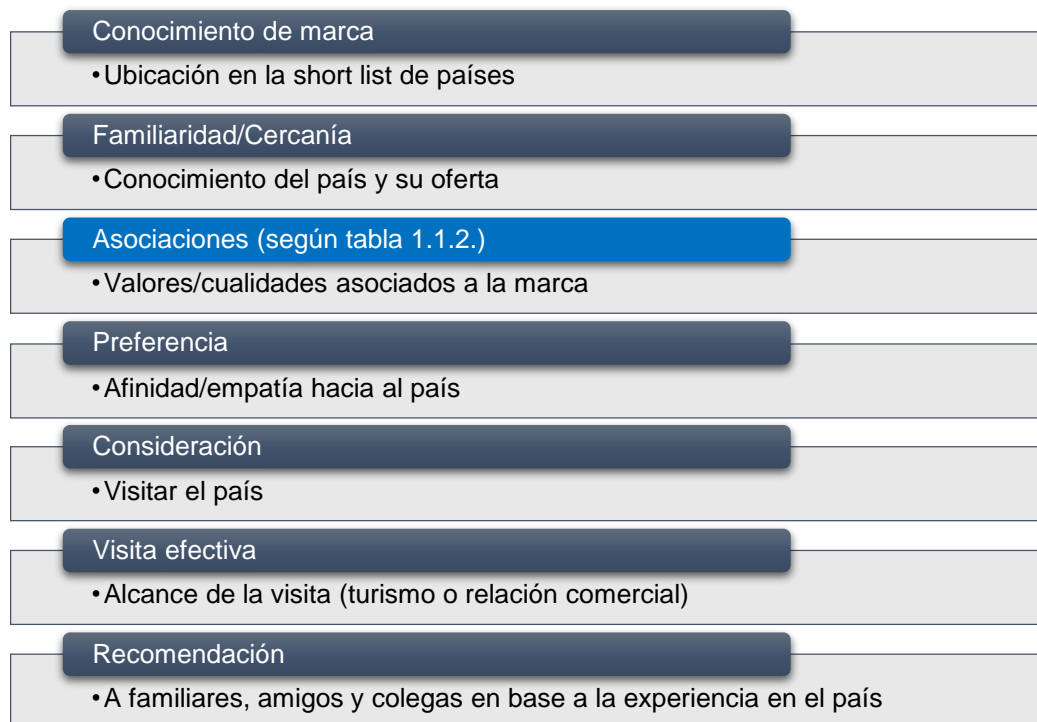 Conocimiento de marca
•Ubicación en la short list de países
Familiaridad/Cercanía
•Conocimiento del país y su oferta
Asociaciones (según tabla 1.1.2.)
•Valores/cualidades asociados a la marca
Preferencia
•Afinidad/empatía hacia al país
Consideración
•Visitar el país
Visita efectiva
•Alcance de la visita (turismo o relación comercial)
Recomendación
•A familiares, amigos y colegas en base a la experiencia en el país